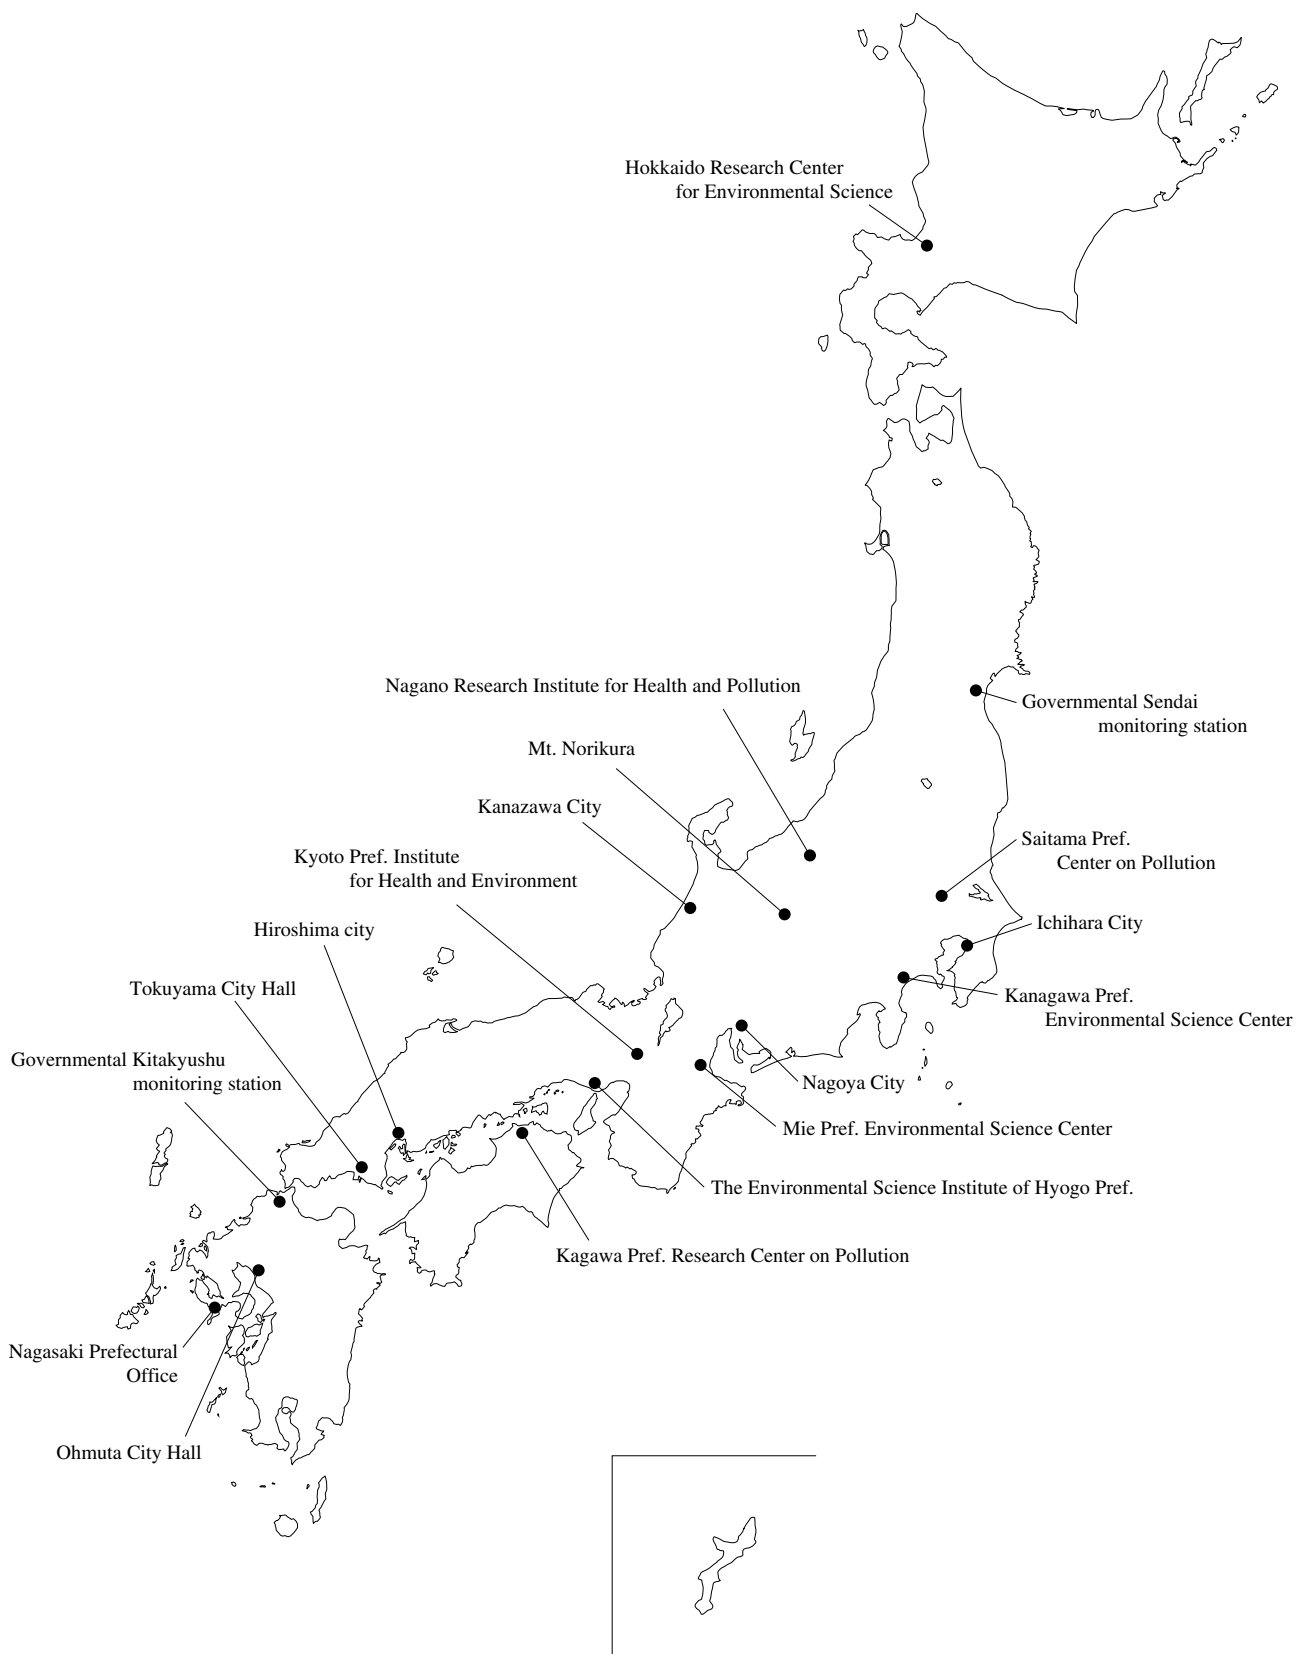 Hokkaido Research Center
for Environmental Science
Nagano Research Institute for Health and Pollution
Governmental Sendai
monitoring station
Mt. Norikura
Kanazawa City
Saitama Pref.
Center on Pollution
Kyoto Pref. Institute
for Health and Environment
Ichihara City
Hiroshima city
Tokuyama City Hall
Kanagawa Pref.
Environmental Science Center
Governmental Kitakyushu
monitoring station
Nagoya City
Mie Pref. Environmental Science Center
The Environmental Science Institute of Hyogo Pref.
Kagawa Pref. Research Center on Pollution
Nagasaki Prefectural
Office
Ohmuta City Hall